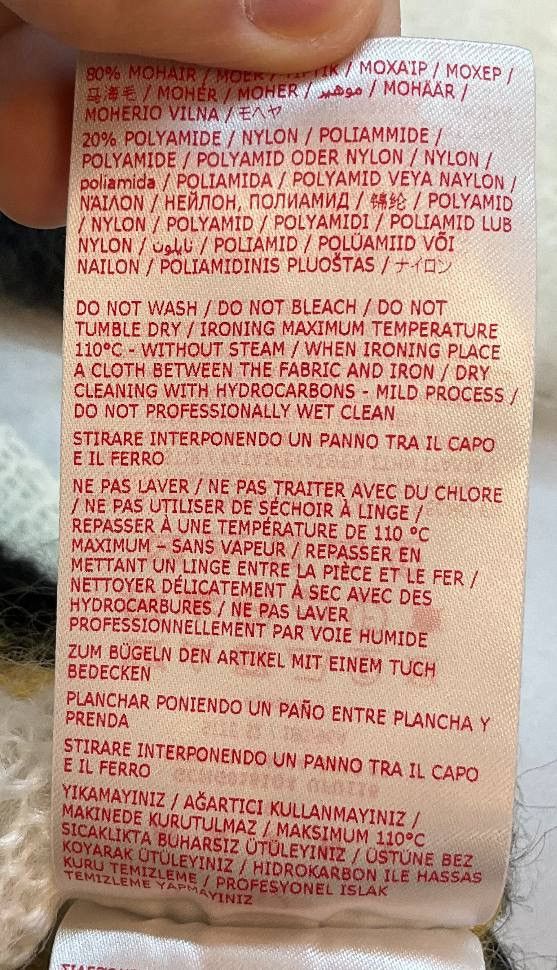 80% MOHAIR / MOER / TIFTIK / MOXAIP / MOXEP /
马海毛 / MOHÉR / MOHER / موهير / MOHÄÄR /
MOHERIO VILNA / モヘヤ
20% POLYAMIDE / NYLON / POLIAMMIDE /
POLYAMIDE / POLYAMID ODER NYLON / NYLON /
poliamida / POLIAMIDA / POLYAMID VEYA NAYLON /
ΝΑΙΛΟΝ / НЕЙЛОН, ПОЛИАМИД / 锦纶 / POLYAMID
/ NYLON / POLYAMID / POLYAMIDI / POLIAMID LUB
NYLON / نايلون / POLIAMID / POLÜAMIID VÕI
NAILON / POLIAMIDINIS PLUOŠTAS / ナイロン
DO NOT WASH / DO NOT BLEACH / DO NOT
TUMBLE DRY / IRONING MAXIMUM TEMPERATURE
110°C - WITHOUT STEAM / WHEN IRONING PLACE
A CLOTH BETWEEN THE FABRIC AND IRON / DRY
CLEANING WITH HYDROCARBONS - MILD PROCESS /
DO NOT PROFESSIONALLY WET CLEAN
STIRARE INTERPONENDO UN PANNO TRA IL CAPO
E IL FERRO
NE PAS LAVER / NE PAS TRAITER AVEC DU CHLORE
/ NE PAS UTILISER DE SÉCHOIR À LINGE /
REPASSER À UNE TEMPÉRATURE DE 110 °C
MAXIMUM – SANS VAPEUR / REPASSER EN
METTANT UN LINGE ENTRE LA PIÈCE ET LE FER /
NETTOYER DÉLICATEMENT À SEC AVEC DES
HYDROCARBURES / NE PAS LAVER
PROFESSIONNELLEMENT PAR VOIE HUMIDE
ZUM BÜGELN DEN ARTIKEL MIT EINEM TUCH
BEDECKEN
PLANCHAR PONIENDO UN PAÑO ENTRE PLANCHA Y
PRENDA
STIRARE INTERPONENDO UN PANNO TRA IL CAPO
E IL FERRO
YIKAMAYINIZ / AĞARTICI KULLANMAYINIZ /
MAKINEDE KURUTULMAZ / MAKSIMUM 110°C
SICAKLIKTA BUHARSIZ ÜTÜLEYINIZ / ÜSTÜNE BEZ
KOYARAK ÜTÜLEYINIZ / HIDROKARBON ILE HASSAS
KURU TEMIZLEME / PROFESYONEL ISLAK
TEMIZLEME YAPMAYINIZ